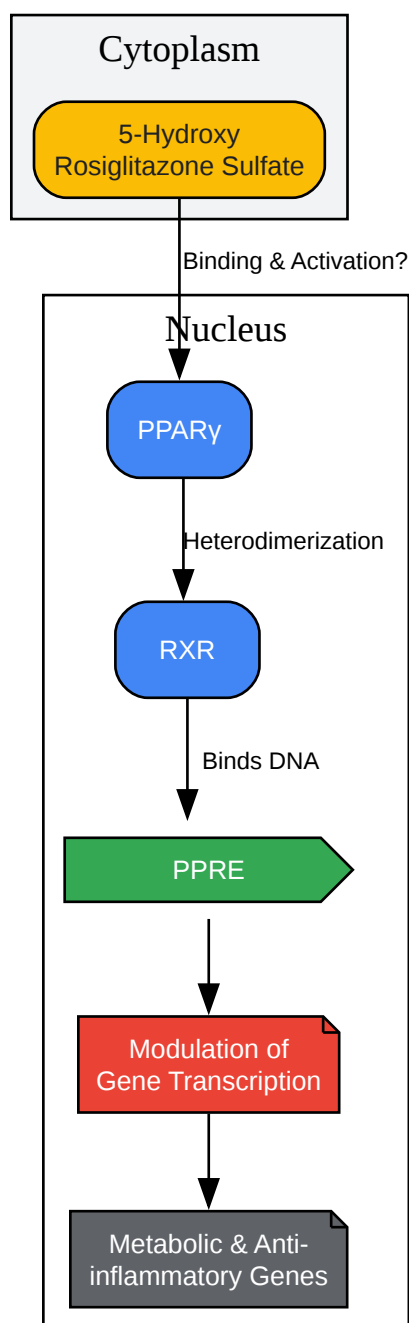 Cytoplasm
5-Hydroxy
Rosiglitazone Sulfate
Binding & Activation?
Nucleus
PPARγ
Heterodimerization
RXR
Binds DNA
PPRE
Modulation of
Gene Transcription
Metabolic & Anti-
inflammatory Genes